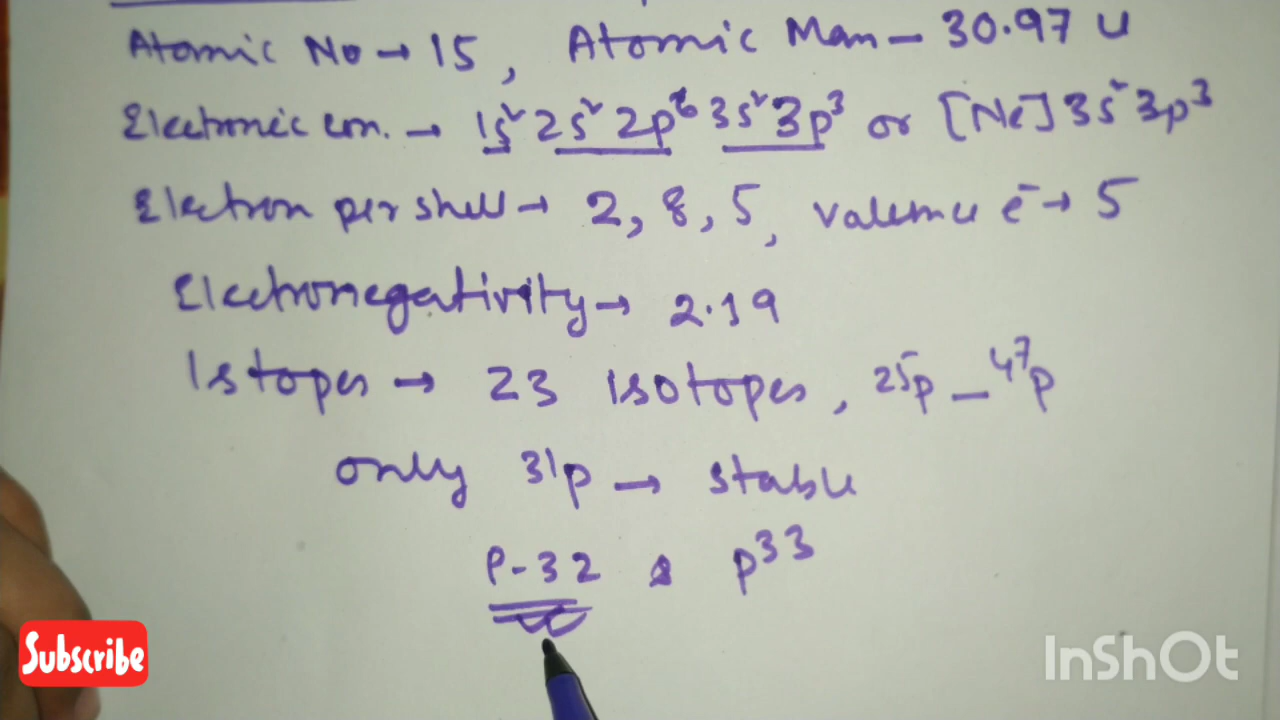 Atomic No → 15, Atomic Mass – 30.97 u
Electronic con. → 1s² 2s² 2p⁶ 3s² 3p³ or [Ne] 3s² 3p³
Electron per shell → 2, 8, 5, valence e⁻ → 5
Electronegativity → 2.19
Istopes → 23 isotopes, ²⁵p – ⁴⁷p
only ³¹p → stable
P-32 & p³³
Subscribe
InShOt